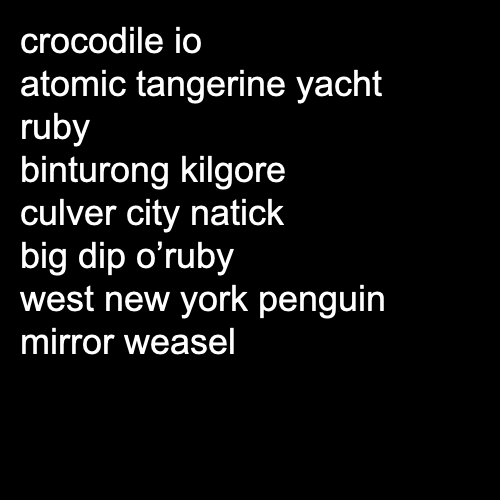 crocodile io
atomic tangerine yacht
ruby
binturong kilgore
culver city natick
big dip o’ruby
west new york penguin
mirror weasel